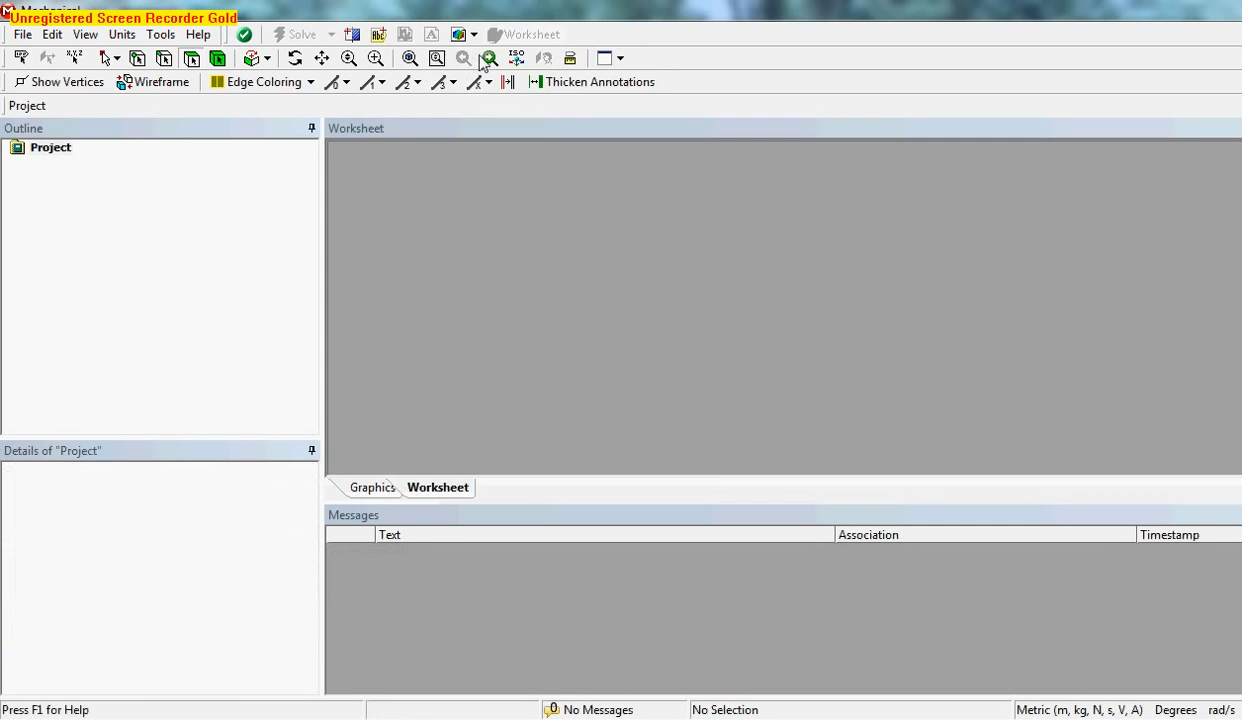 Mechanical
Unregistered Screen Recorder Gold
File Edit View Units Tools Help Solve Worksheet
Show Vertices Wireframe Edge Coloring Thicken Annotations
Project
Outline
Project
Worksheet
Details of "Project"
Graphics Worksheet
Messages
Text Association Timestamp
Press F1 for Help 0 No Messages No Selection Metric (m, kg, N, s, V, A) Degrees rad/s